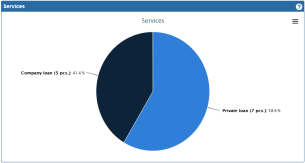 Services
?
Services
Company loan (5 pcs.): 41.4%
Private loan (7 pcs.): 58.6%